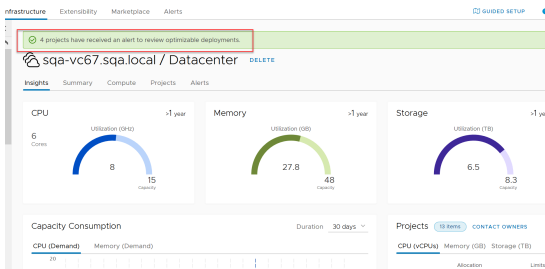 nfrastructure Extensibility Marketplace Alerts GUIDED SETUP
4 projects have received an alert to review optimizable deployments.
sqa-vc67.sqa.local / Datacenter DELETE
Insights Summary Compute Projects Alerts
CPU >1 year
Utilization (GHz)
6
Cores
8
15
Capacity
Memory >1 year
Utilization (GB)
27.8
48
Capacity
Storage >1 ye
Utilization (TB)
6.5
8.3
Capacity
Capacity Consumption Duration 30 days
CPU (Demand) Memory (Demand)
20
Projects 13 items CONTACT OWNERS
CPU (vCPUs) Memory (GB) Storage (TB)
Allocation Limits